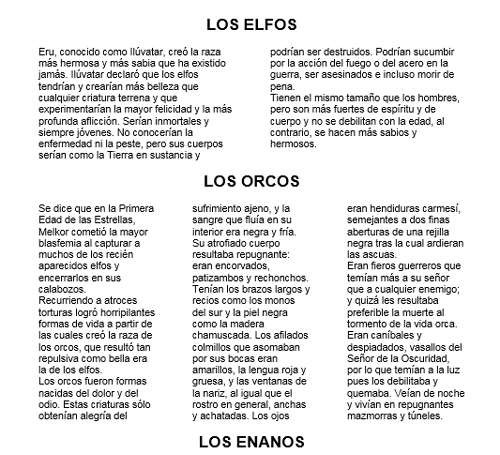 LOS ELFOS
Eru, conocido como Ilúvatar, creó la raza
más hermosa y más sabia que ha existido
jamás. Ilúvatar declaró que los elfos
tendrían y crearían más belleza que
cualquier criatura terrena y que
experimentarían la mayor felicidad y la más
profunda aflicción. Serían inmortales y
siempre jóvenes. No conocerían la
enfermedad ni la peste, pero sus cuerpos
serían como la Tierra en sustancia y
podrían ser destruidos. Podrían sucumbir
por la acción del fuego o del acero en la
guerra, ser asesinados e incluso morir de
pena.
Tienen el mismo tamaño que los hombres,
pero son más fuertes de espíritu y de
cuerpo y no se debilitan con la edad, al
contrario, se hacen más sabios y
hermosos.
LOS ORCOS
Se dice que en la Primera
Edad de las Estrellas,
Melkor cometió la mayor
blasfemia al capturar a
muchos de los recién
aparecidos elfos y
encerrarlos en sus
calabozos.
Recurriendo a atroces
torturas logró horripilantes
formas de vida a partir de
las cuales creó la raza de
los orcos, que resultó tan
repulsiva como bella era
la de los elfos.
Los orcos fueron formas
nacidas del dolor y del
odio. Estas criaturas sólo
obtenían alegría del
sufrimiento ajeno, y la
sangre que fluía en su
interior era negra y fría.
Su atrofiado cuerpo
resultaba repugnante:
eran encorvados,
patizambos y rechonchos.
Tenían los brazos largos y
recios como los monos
del sur y la piel negra
como la madera
chamuscada. Los afilados
colmillos que asomaban
por sus bocas eran
amarillos, la lengua roja y
gruesa, y las ventanas de
la nariz, al igual que el
rostro en general, anchas
y achatadas. Los ojos
eran hendiduras carmesí,
semejantes a dos finas
aberturas de una rejilla
negra tras la cual ardieran
las ascuas.
Eran fieros guerreros que
temían más a su señor
que a cualquier enemigo;
y quizá les resultaba
preferible la muerte al
tormento de la vida orca.
Eran caníbales y
despiadados, vasallos del
Señor de la Oscuridad,
por lo que temían a la luz
pues los debilitaba y
quemaba. Veían de noche
y vivían en repugnantes
mazmorras y túneles.
LOS ENANOS